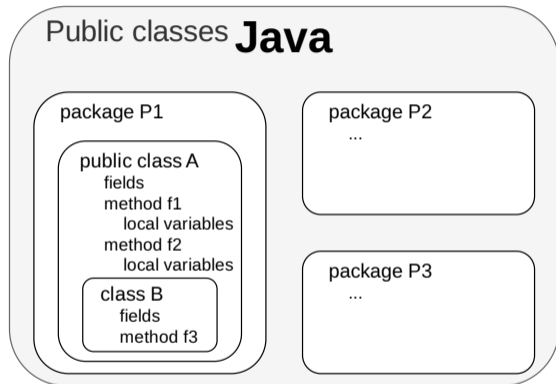 Public classes Java
package P1
public class A
fields
method f1
local variables
method f2
local variables
class B
fields
method f3
package P2
...
package P3
...